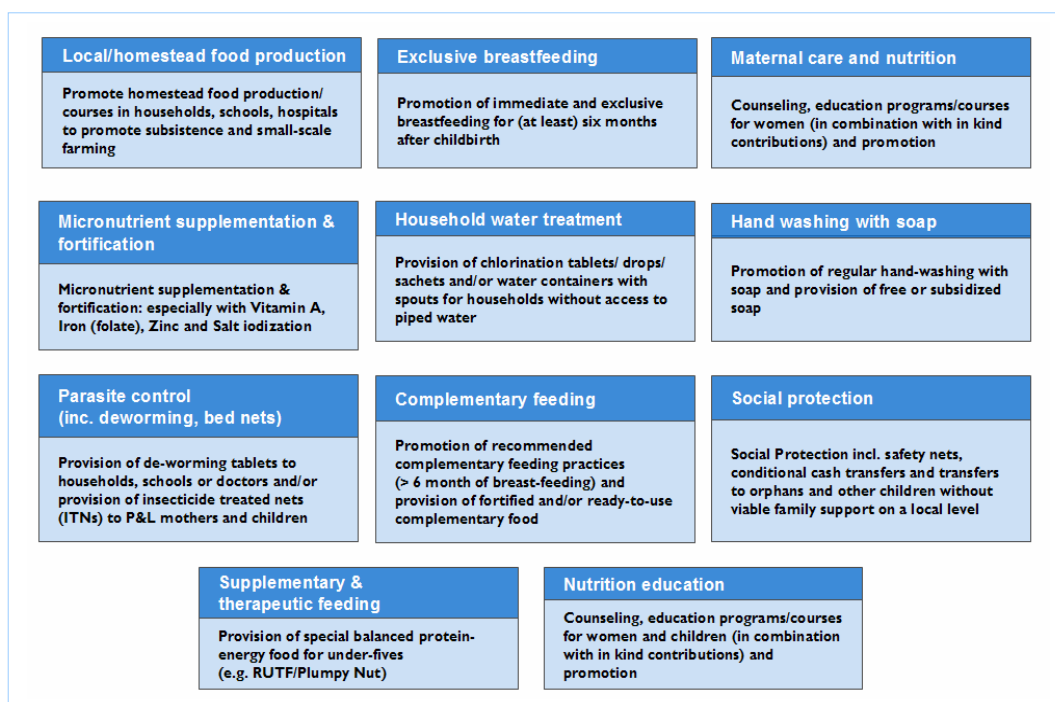 Local/homestead food production
Promote homestead food production/
courses in households, schools, hospitals
to promote subsistence and small-scale
farming
Exclusive breastfeeding
Promotion of immediate and exclusive
breastfeeding for (at least) six months
after childbirth
Maternal care and nutrition
Counseling, education programs/courses
for women (in combination with in kind
contributions) and promotion
Micronutrient supplementation &
fortification
Micronutrient supplementation &
fortification: especially with Vitamin A,
Iron (folate), Zinc and Salt iodization
Household water treatment
Provision of chlorination tablets/ drops/
sachets and/or water containers with
spouts for households without access to
piped water
Hand washing with soap
Promotion of regular hand-washing with
soap and provision of free or subsidized
soap
Parasite control
(inc. deworming, bed nets)
Provision of de-worming tablets to
households, schools or doctors and/or
provision of insecticide treated nets
(ITNs) to P&L mothers and children
Complementary feeding
Promotion of recommended
complementary feeding practices
(> 6 month of breast-feeding) and
provision of fortified and/or ready-to-use
complementary food
Social protection
Social Protection incl. safety nets,
conditional cash transfers and transfers
to orphans and other children without
viable family support on a local level
Supplementary &
therapeutic feeding
Provision of special balanced protein-
energy food for under-fives
(e.g. RUTF/Plumpy Nut)
Nutrition education
Counseling, education programs/courses
for women and children (in combination
with in kind contributions) and
promotion